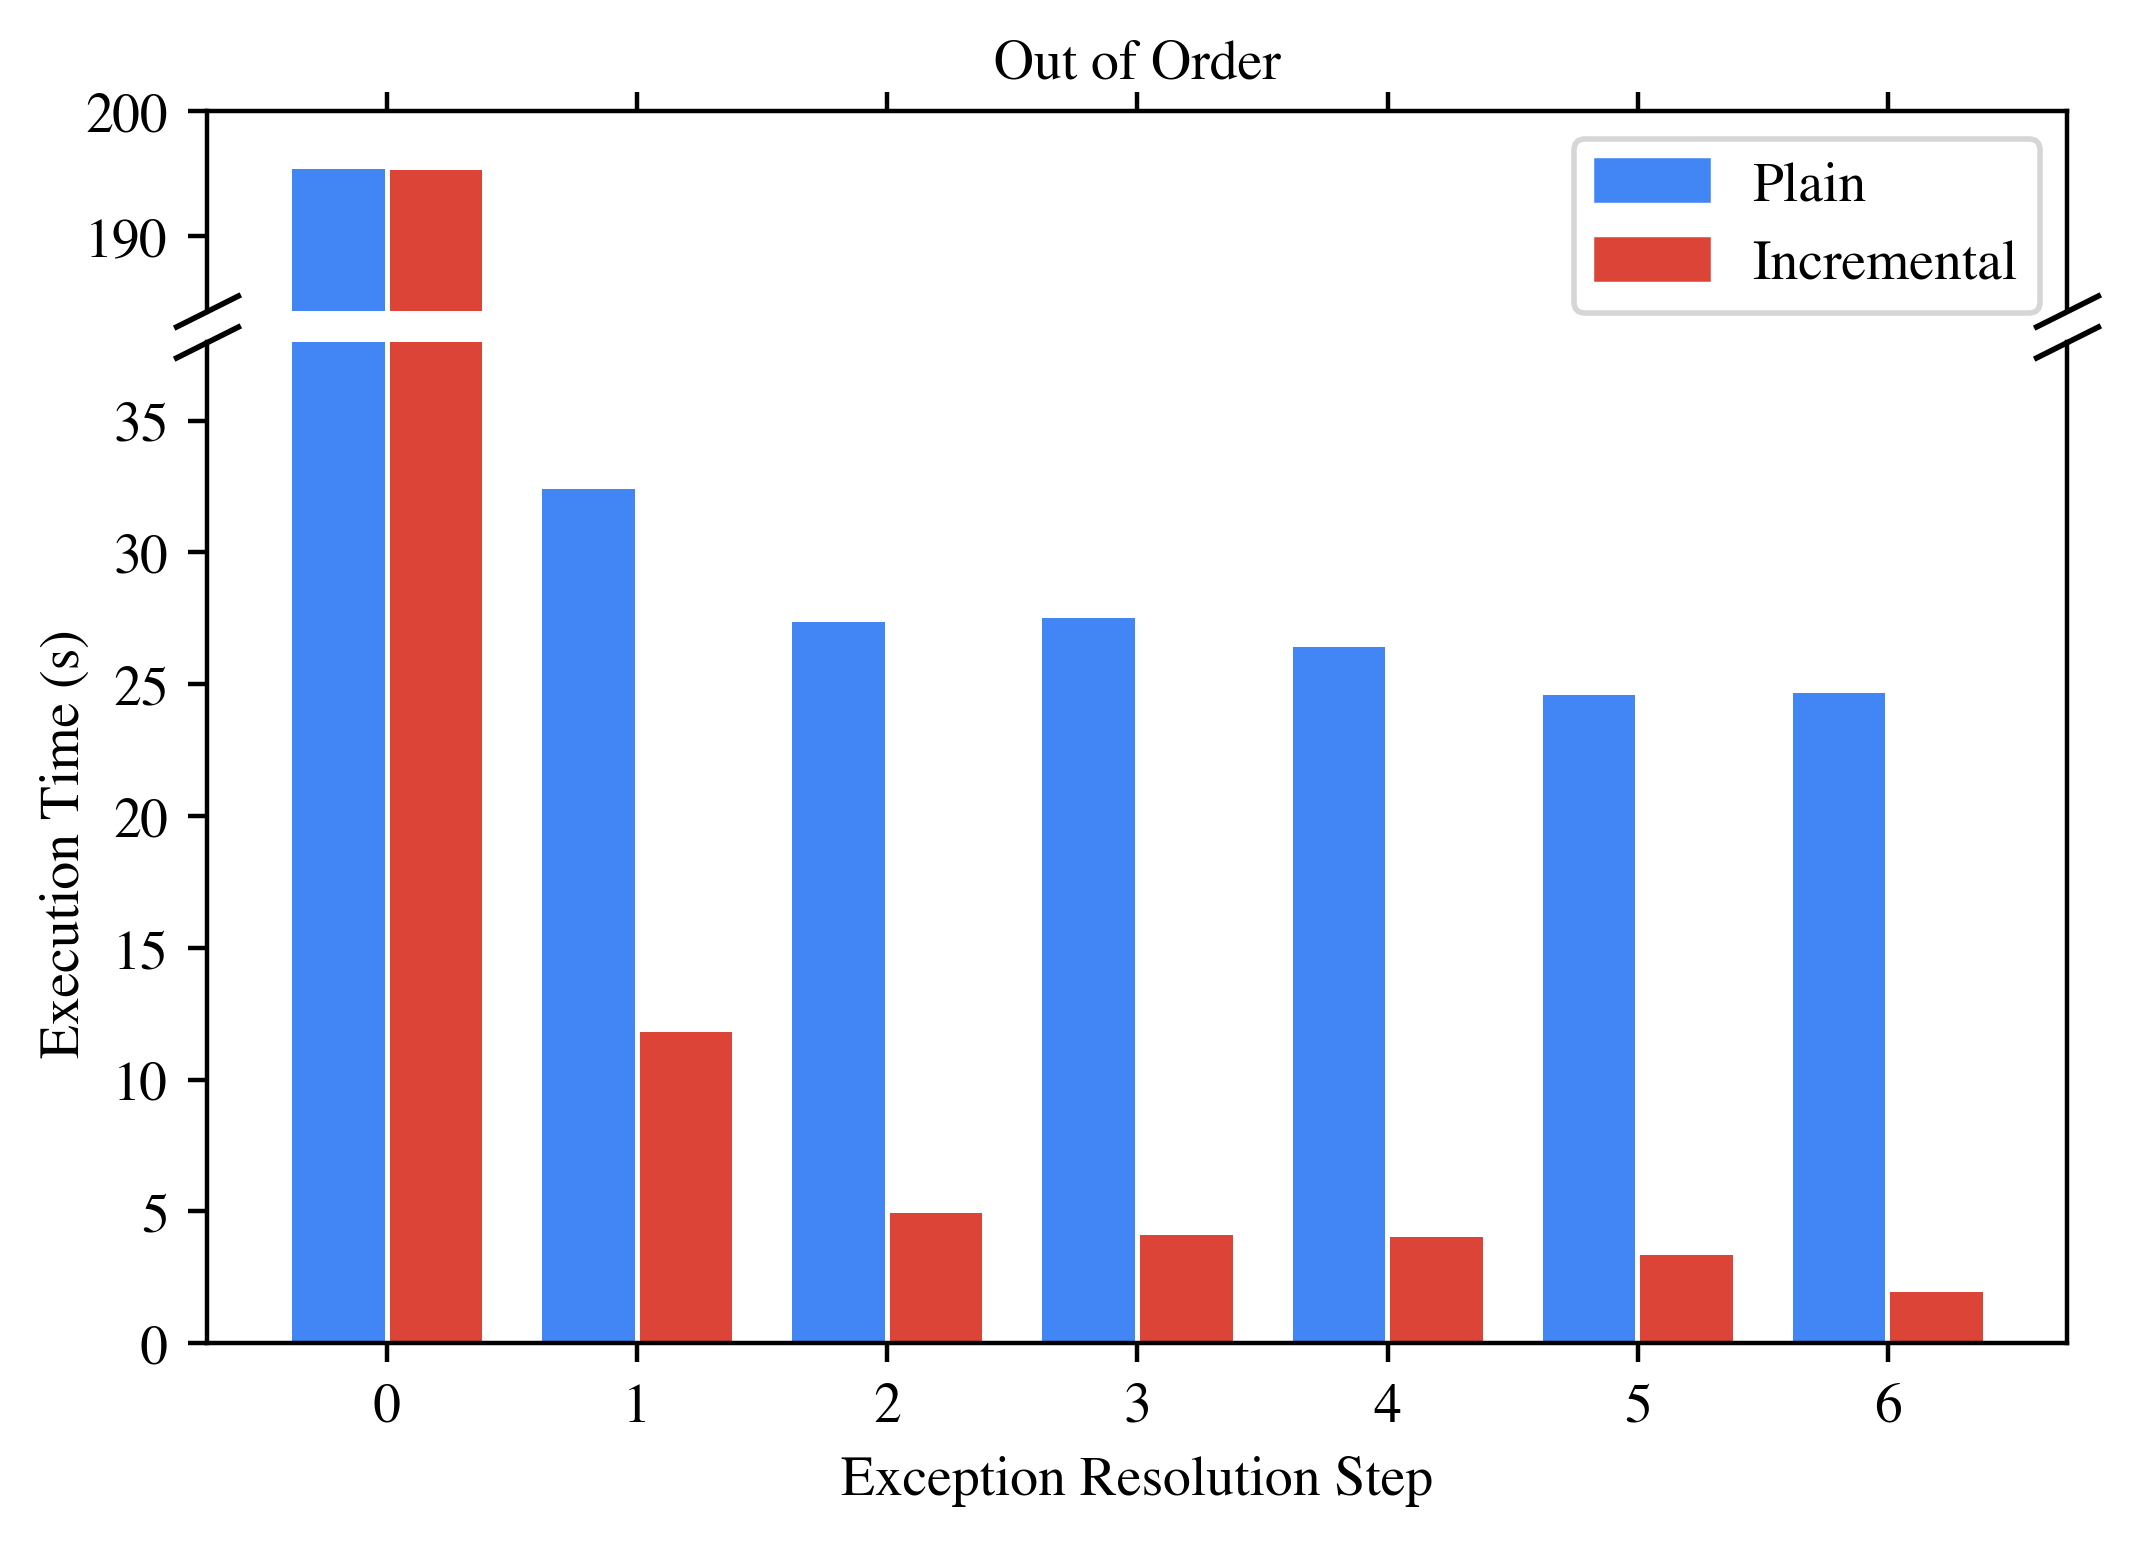 Out of Order
200
190
35
30
25
20
15
10
5
0
Execution Time (s)
Plain
Incremental
0 1 2 3 4 5 6
Exception Resolution Step